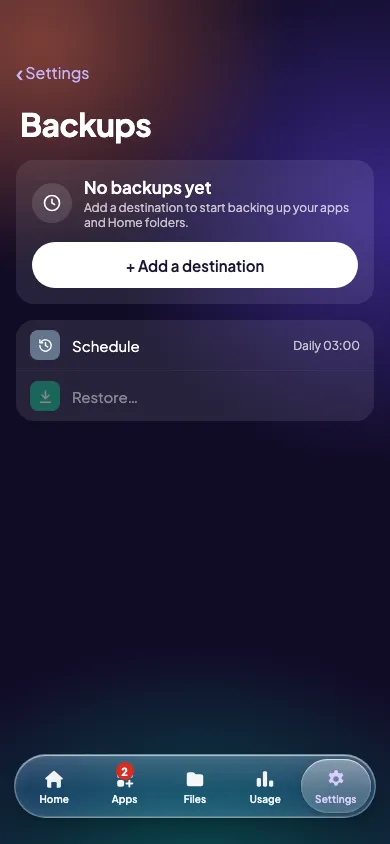 ‹ Settings
Backups
No backups yet
Add a destination to start backing up your apps
and Home folders.
+ Add a destination
Schedule
Daily 03:00
Restore…
2
Home
Apps
Files
Usage
Settings